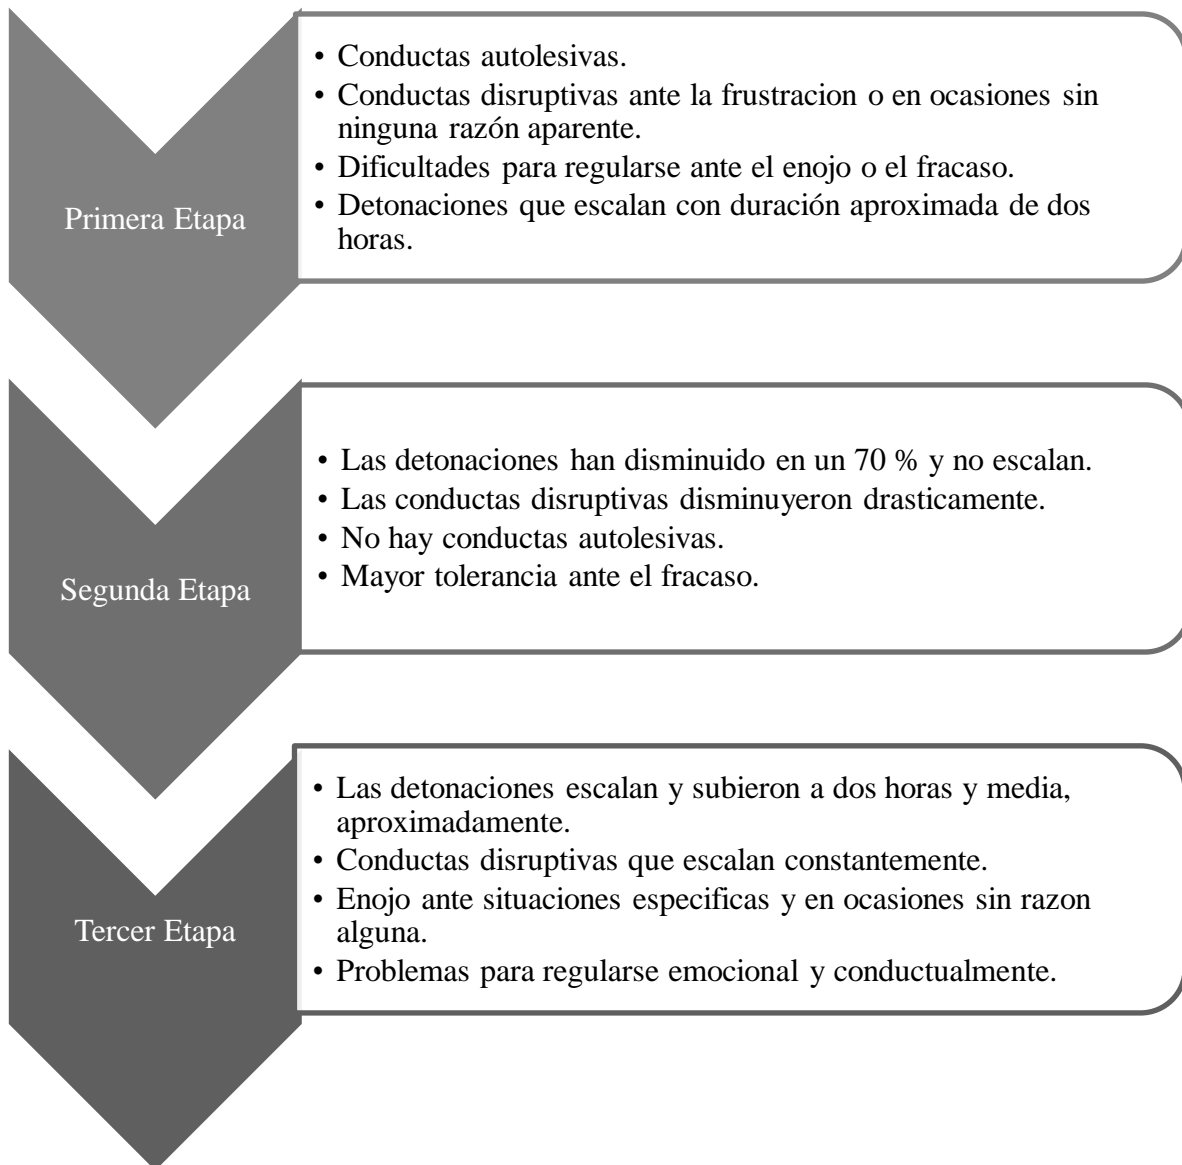 Primera Etapa
• Conductas autolesivas.
• Conductas disruptivas ante la frustracion o en ocasiones sin
ninguna razón aparente.
• Dificultades para regularse ante el enojo o el fracaso.
• Detonaciones que escalan con duración aproximada de dos
horas.
Segunda Etapa
• Las detonaciones han disminuido en un 70 % y no escalan.
• Las conductas disruptivas disminuyeron drasticamente.
• No hay conductas autolesivas.
• Mayor tolerancia ante el fracaso.
Tercer Etapa
• Las detonaciones escalan y subieron a dos horas y media,
aproximadamente.
• Conductas disruptivas que escalan constantemente.
• Enojo ante situaciones especificas y en ocasiones sin razon
alguna.
• Problemas para regularse emocional y conductualmente.